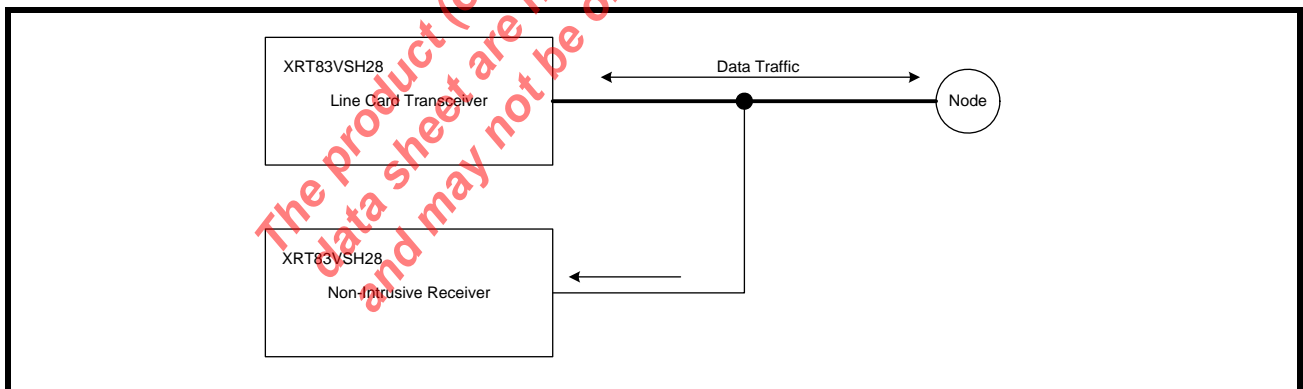 XRT83VSH28
Line Card Transceiver
Data Traffic
Node
XRT83VSH28
Non-Intrusive Receiver
The product (
data sheet are
and may not be